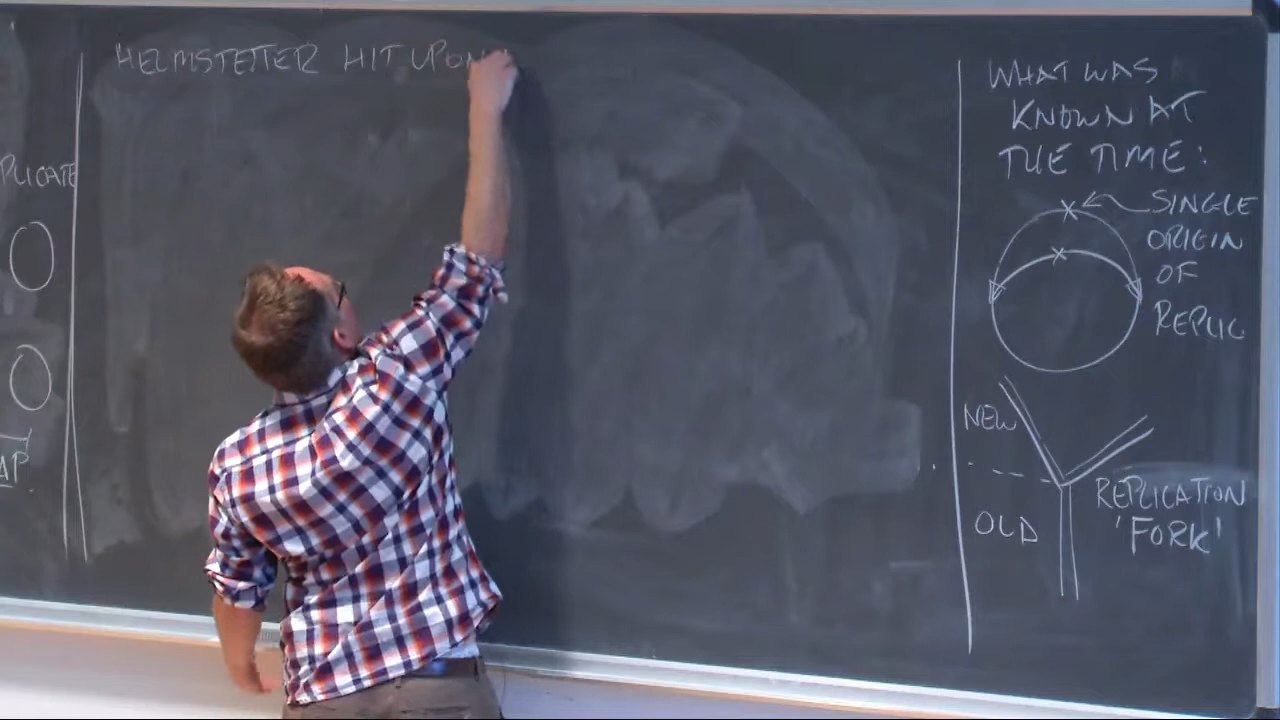 PLICATE
AP
HELMSTETTER HIT UPON
WHAT WAS
KNOWN AT
THE TIME:
SINGLE
ORIGIN
OF
REPLIC
NEW
OLD
REPLICATION
'FORK'